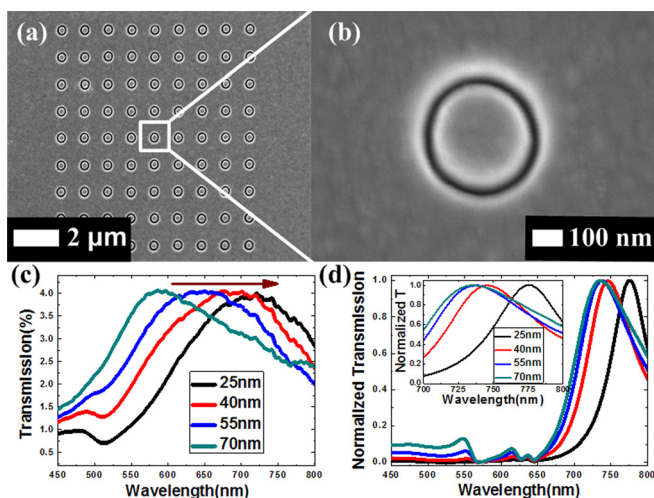 (a)
2 µm
(b)
100 nm
(c)
Transmission(%)
4.0
3.5
3.0
2.5
2.0
1.5
1.0
0.5
450 500 550 600 650 700 750 800
Wavelength(nm)
25nm
40nm
55nm
70nm
(d)
Normalized Transmission
1.0
0.8
0.6
0.4
0.2
0.0
450 500 550 600 650 700 750 800
Wavelength(nm)
Normalized T
1.0
0.8
0.6
0.4
0.2
0.0
700 725 750 775 800
Wavelength(nm)
25nm
40nm
55nm
70nm